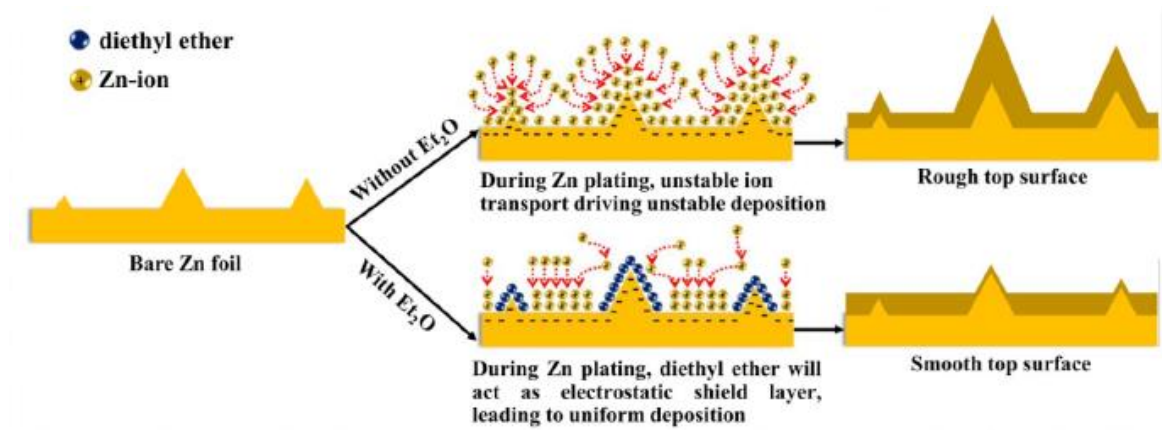 diethyl ether
Zn-ion
Bare Zn foil
Without Et₂O
During Zn plating, unstable ion
transport driving unstable deposition
Rough top surface
With Et₂O
During Zn plating, diethyl ether will
act as electrostatic shield layer,
leading to uniform deposition
Smooth top surface